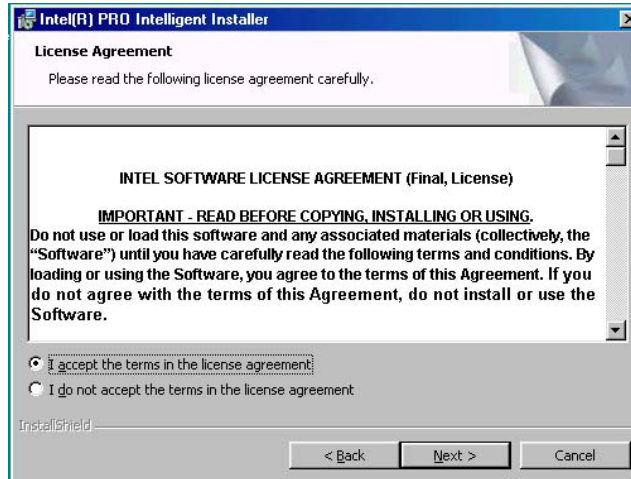 Intel(R) PRO Intelligent Installer
License Agreement
Please read the following license agreement carefully.
INTEL SOFTWARE LICENSE AGREEMENT (Final, License)
IMPORTANT - READ BEFORE COPYING, INSTALLING OR USING.
Do not use or load this software and any associated materials (collectively, the
“Software”) until you have carefully read the following terms and conditions. By
loading or using the Software, you agree to the terms of this Agreement. If you
do not agree with the terms of this Agreement, do not install or use the
Software.
I accept the terms in the license agreement
I do not accept the terms in the license agreement
InstallShield
< Back
Next >
Cancel